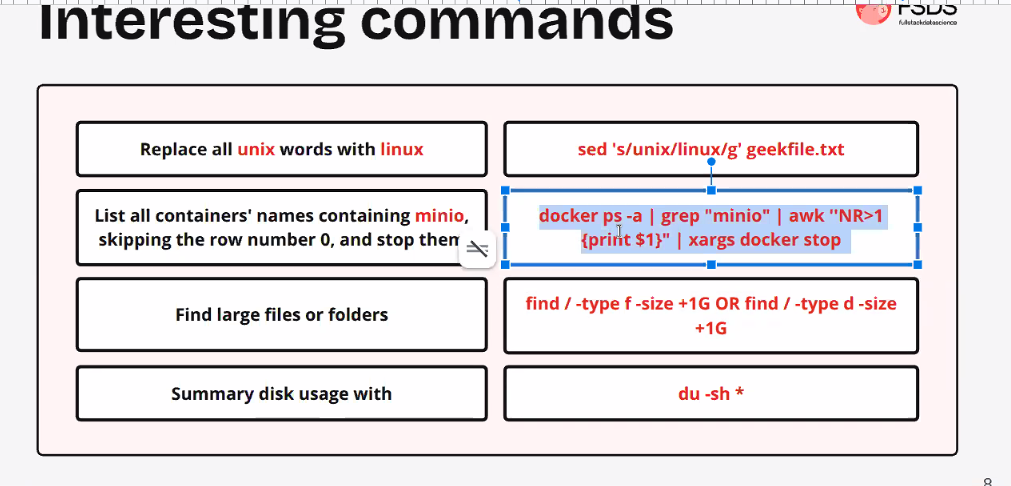 Interesting commands
FSDS
fullstackdatascience
Replace all unix words with linux
sed 's/unix/linux/g' geekfile.txt
List all containers' names containing minio,
skipping the row number 0, and stop them
docker ps -a | grep "minio" | awk ''NR>1
{print $1}" | xargs docker stop
Find large files or folders
find / -type f -size +1G OR find / -type d -size
+1G
Summary disk usage with
du -sh *
8